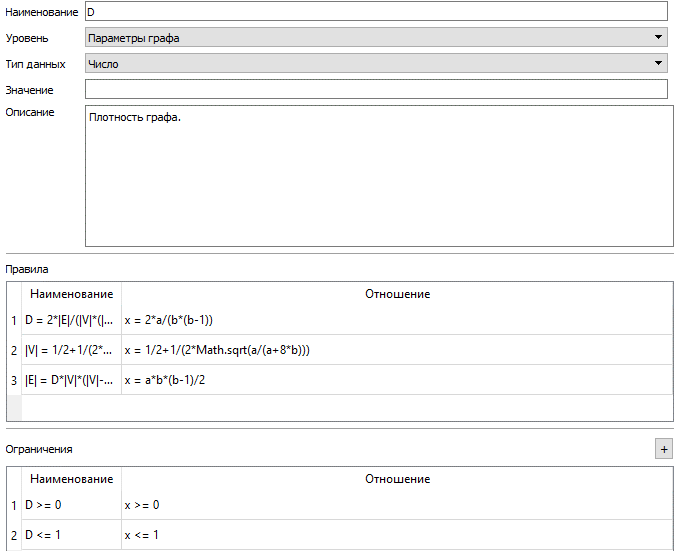 Наименование D
Уровень Параметры графа
Тип данных Число
Значение
Описание Плотность графа.
Правила
Наименование Отношение
1 D = 2*|E|/(|V|*(|... x = 2*a/(b*(b-1))
2 |V| = 1/2+1/(2*... x = 1/2+1/(2*Math.sqrt(a/(a+8*b)))
3 |E| = D*|V|*(|V|-... x = a*b*(b-1)/2
Ограничения +
Наименование Отношение
1 D >= 0 x >= 0
2 D <= 1 x <= 1